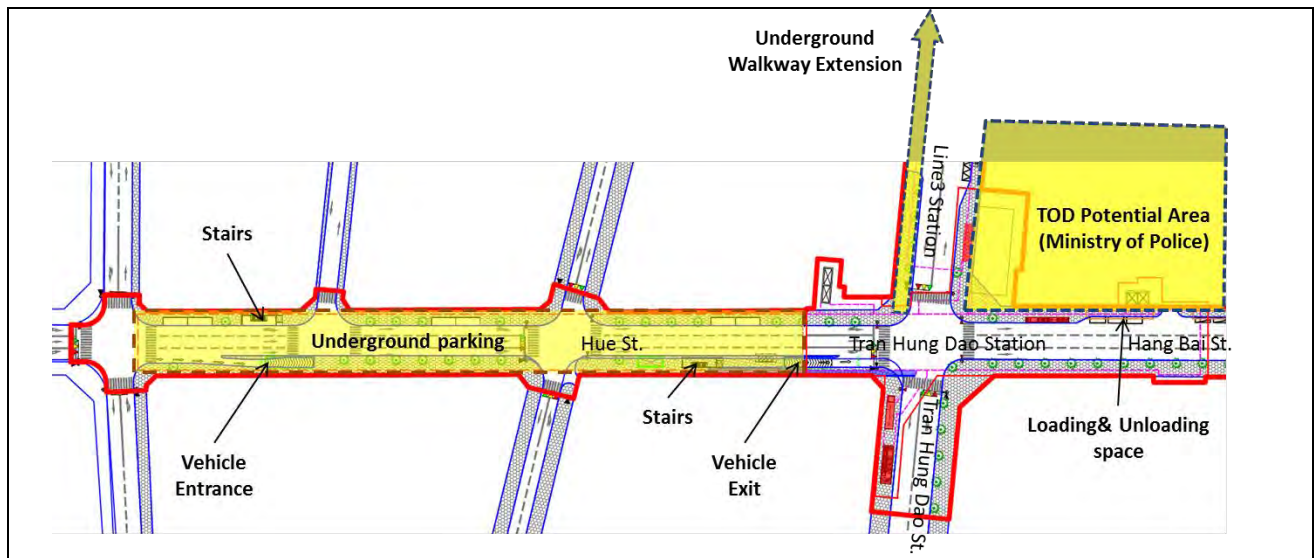 Underground
Walkway Extension
Line3 Station
TOD Potential Area
(Ministry of Police)
Stairs
Underground parking
Hue St.
Tran Hung Dao Station
Hang Bai St.
Stairs
Loading& Unloading
space
Vehicle
Entrance
Vehicle
Exit
Tran Hung Dao St.